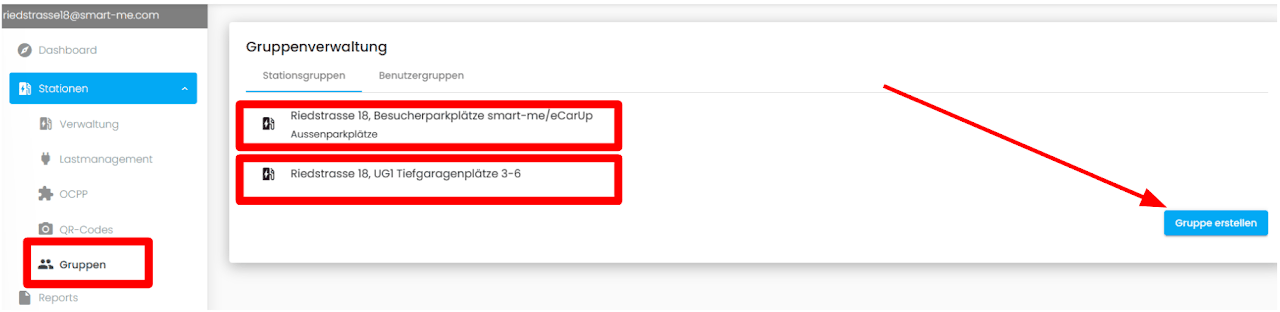 riedstrasse18@smart-me.com
Dashboard
Stationen
Verwaltung
Lastmanagement
OCPP
QR-Codes
Gruppen
Reports
Gruppenverwaltung
Stationsgruppen Benutzergruppen
Riedstrasse 18, Besucherparkplätze smart-me/eCarUp
Aussenparkplätze
Riedstrasse 18, UG1 Tiefgaragenplätze 3-6
Gruppe erstellen